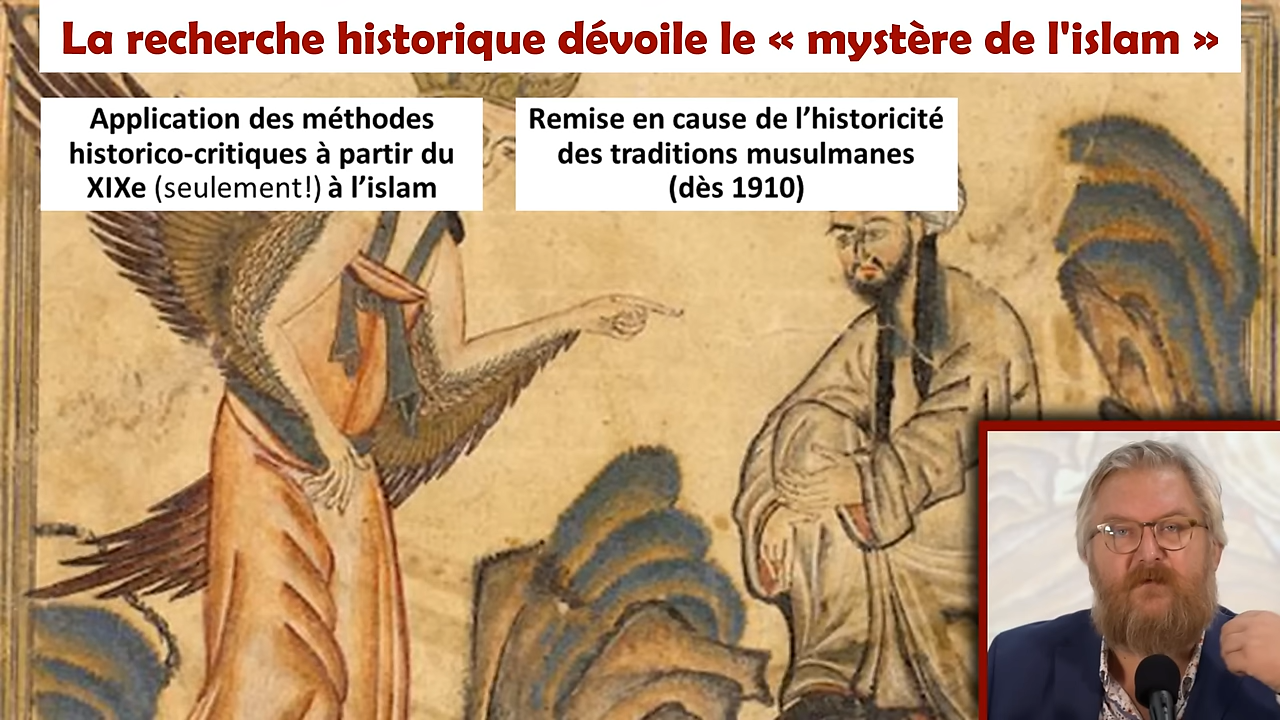 La recherche historique dévoile le « mystère de l'islam »
Application des méthodes
historico-critiques à partir du
XIXe (seulement!) à l’islam
Remise en cause de l’historicité
des traditions musulmanes
(dès 1910)